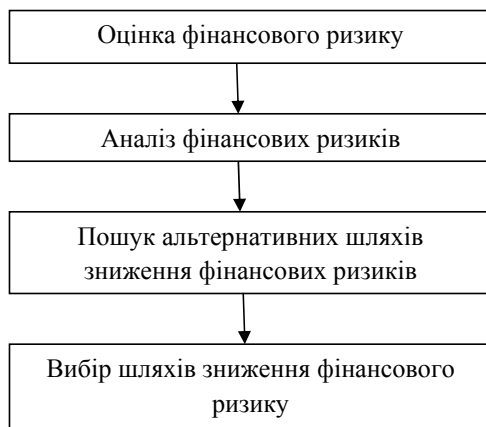 Оцінка фінансового ризику
Аналіз фінансових ризиків
Пошук альтернативних шляхів
зниження фінансових ризиків
Вибір шляхів зниження фінансового
ризику